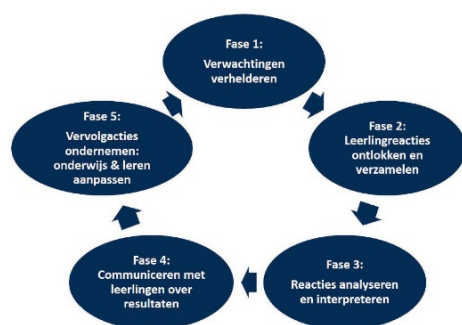 Fase 1:
Verwachtingen
verhelderen
Fase 2:
Leerlingreacties
ontlokken en
verzamelen
Fase 3:
Reacties analyseren
en interpreteren
Fase 4:
Communiceren met
leerlingen over
resultaten
Fase 5:
Vervolgacties
ondernemen:
onderwijs & leren
aanpassen